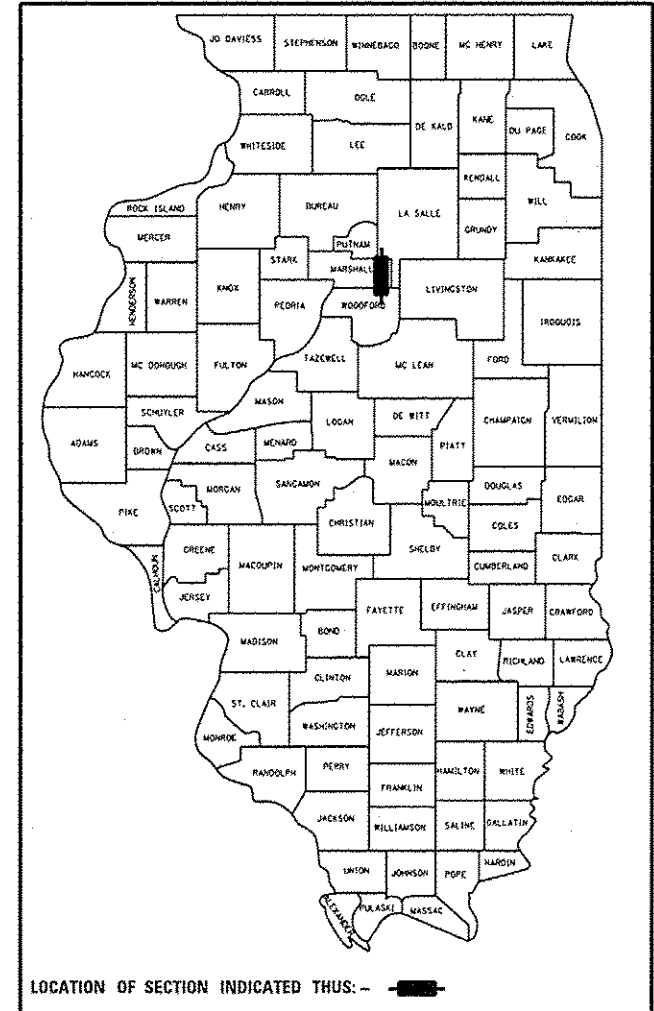 JO DAVIESS STEPHENSON WINNEBAGO BOONE MC HENRY LAKE
CARROLL OGLE DE KALB KANE DU PAGE COOK
WHITESIDE LEE KENDALL WILL
ROCK ISLAND HENRY BUREAU LA SALLE GRUNDY
MERCER PUTNAM KANKAKEE
STARK MARSHALL
HENDERSON WARREN KNOX PEORIA WOODFORD LIVINGSTON IROQUOIS
HANCOCK MC DONOUGH FULTON TAZEWELL MC LEAN FORD
SCHUYLER MASON LOGAN DE WITT CHAMPAIGN VERMILION
ADAMS BROWN CASS MENARD MACON PIATT
PIKE SCOTT MORGAN SANGAMON CHRISTIAN MOULTRIE DOUGLAS EDGAR
COLES
CALHOUN GREENE MACOUPIN MONTGOMERY SHELBY CUMBERLAND CLARK
JERSEY FAYETTE EFFINGHAM JASPER CRAWFORD
MADISON BOND CLAY RICHLAND LAWRENCE
CLINTON MARION
ST. CLAIR WAYNE EDWARDS WABASH
MONROE WASHINGTON JEFFERSON
RANDOLPH PERRY HAMILTON WHITE
FRANKLIN
JACKSON WILLIAMSON SALINE GALLATIN
UNION JOHNSON POPE HARDIN
ALEXANDER PULASKI MASSAC
LOCATION OF SECTION INDICATED THUS: -